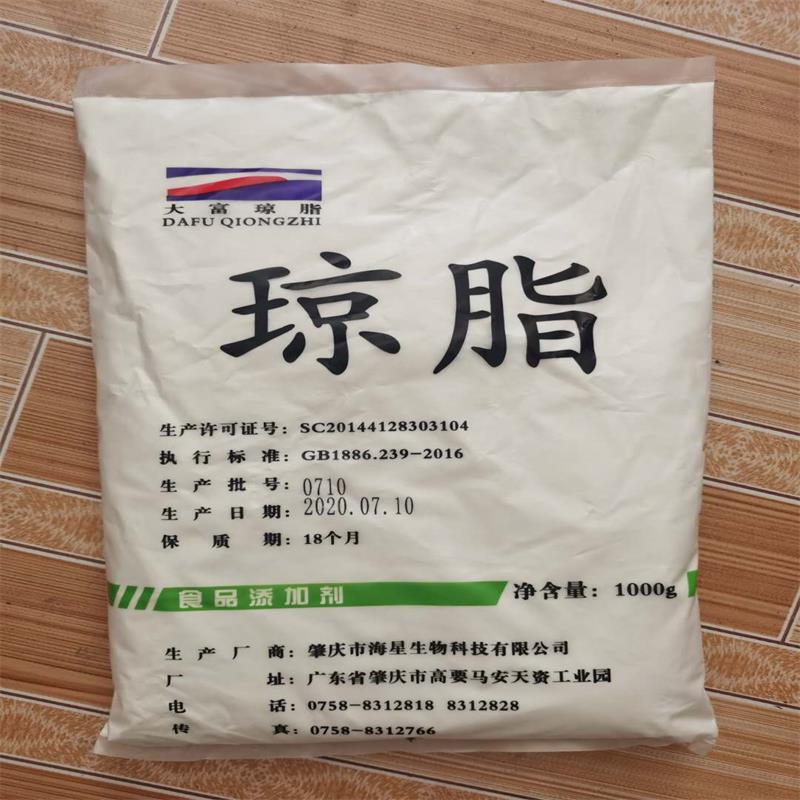 大富琼脂
DAFU QIONGZHI
琼脂
生产许可证号：SC20144128303104
执行标准：GB1886.239-2016
生产批号：0710
生产日期：2020.07.10
保质期：18个月
食品添加剂
净含量：1000g
生产厂商：肇庆市海星生物科技有限公司
厂址：广东省肇庆市高要马安天资工业园
电话：0758-8312818 8312828
传真：0758-8312766